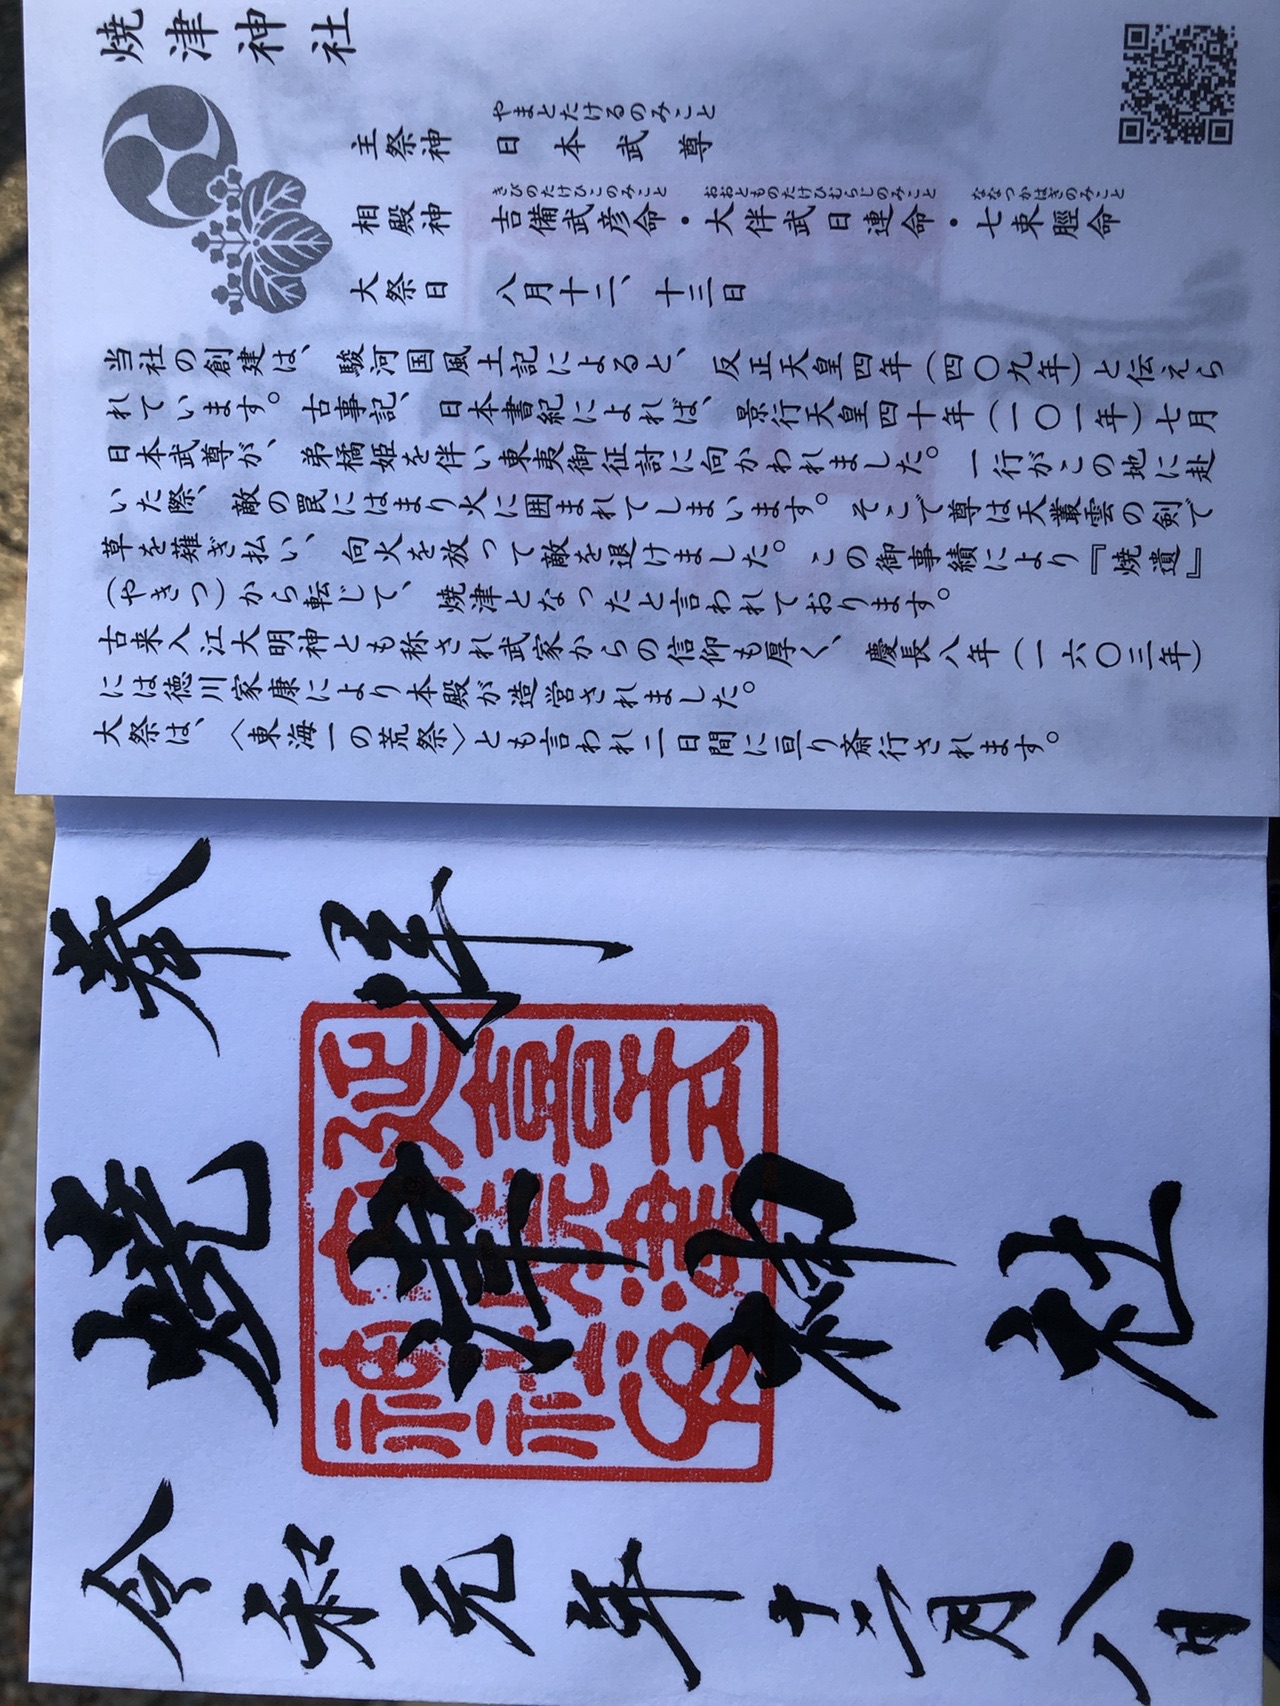 焼津神社
主祭神 日本武尊
やまとたけるのみこと
相殿神 吉備武彦命・大伴武日連命・七束脛命
きびのたけひこのみこと おおとものたけひむらじのみこと ななつかはぎのみこと
大祭日 八月十二、十三日
当社の創建は、駿河国風土記によると、反正天皇四年(四〇九年)と伝えら
れています。古事記、日本書紀によれば、景行天皇四十年(一〇一年)七月
日本武尊が、弟橘姫を伴い東夷御征討に向かわれました。一行がこの地に赴
いた際、敵の罠にはまり火に囲まれてしまいます。そこで尊は天叢雲の剣で
草を薙ぎ払い、向火を放って敵を退けました。この御事績により『焼遺』
(やきつ)から転じて、焼津となったと言われております。
古来入江大明神とも称され武家からの信仰も厚く、慶長八年(一六〇三年)
には徳川家康により本殿が造営されました。
大祭は、〈東海一の荒祭〉とも言われ二日間に亘り斎行されます。
奉拝
延喜式
内焼津
神社印
焼津神社
令和元年十二月八日